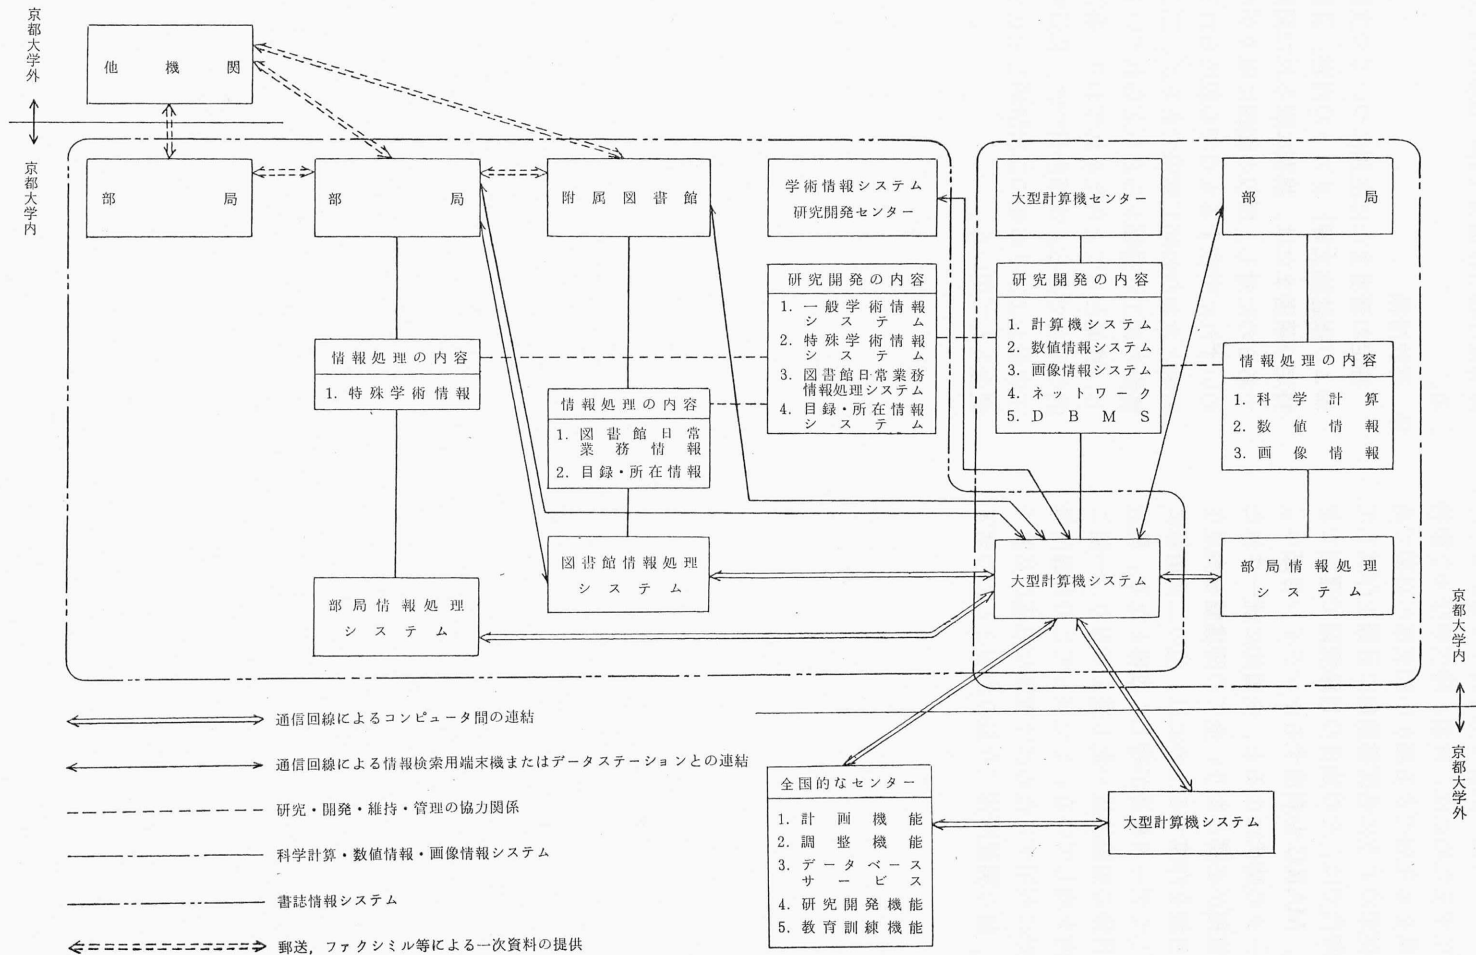 京都大学外
京都大学内
他機関
部局
部局
附属図書館
学術情報システム
研究開発センター
大型計算機センター
部局
研究開発の内容
1. 一般学術情報
システム
2. 特殊学術情報
システム
3. 図書館日常業務
情報処理システム
4. 目録・所在情報
システム
研究開発の内容
1. 計算機システム
2. 数値情報システム
3. 画像情報システム
4. ネットワーク
5. DBMS
情報処理の内容
1. 特殊学術情報
情報処理の内容
1. 図書館日常
業務情報
2. 目録・所在情報
情報処理の内容
1. 科学計算
2. 数値情報
3. 画像情報
部局情報処理
システム
図書館情報処理
システム
大型計算機システム
部局情報処理
システム
京都大学内
京都大学外
全国的なセンター
1. 計画機能
2. 調整機能
3. データベース
サービス
4. 研究開発機能
5. 教育訓練機能
大型計算機システム
通信回線によるコンピュータ間の連結
通信回線による情報検索用端末機またはデータステーションとの連結
研究・開発・維持・管理の協力関係
科学計算・数値情報・画像情報システム
書誌情報システム
郵送，ファクシミル等による一次資料の提供